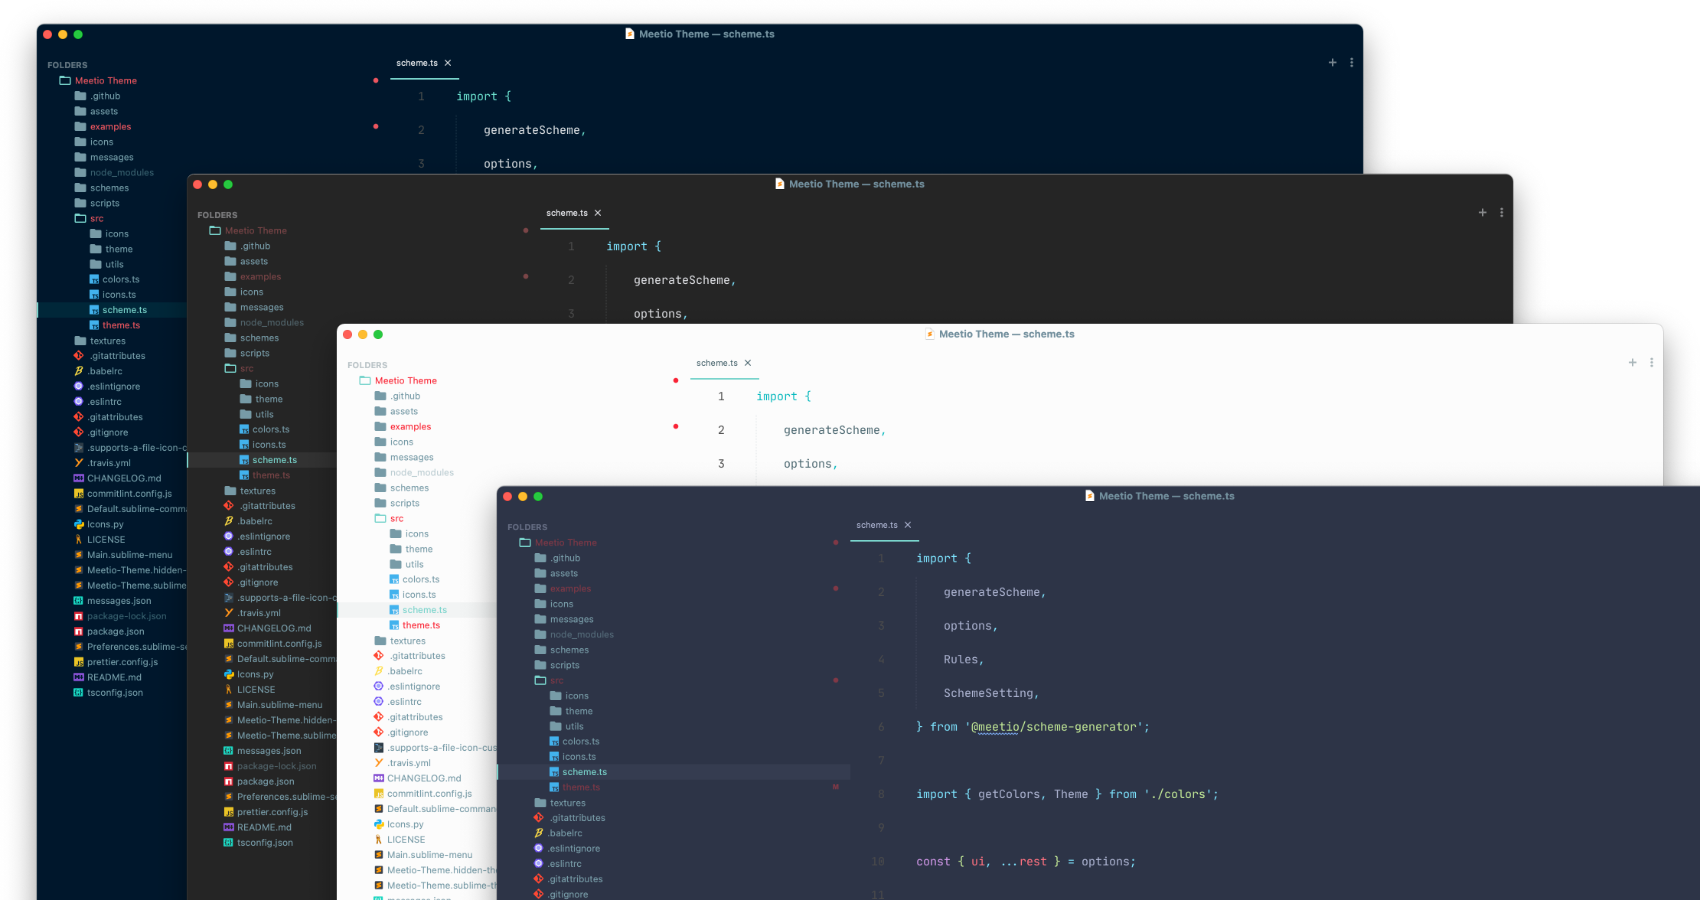 Meetio Theme — scheme.ts
FOLDERS
Meetio Theme
.github
assets
examples
icons
messages
node_modules
schemes
scripts
src
icons
theme
utils
colors.ts
icons.ts
scheme.ts
theme.ts
textures
.gitattributes
.babelrc
.eslintignore
.eslintrc
.gitattributes
.gitignore
.supports-a-file-icon-c
.travis.yml
CHANGELOG.md
commitlint.config.js
Default.sublime-comm
Icons.py
LICENSE
Main.sublime-menu
Meetio-Theme.hidden-
Meetio-Theme.sublime
messages.json
package-lock.json
package.json
Preferences.sublime-se
prettier.config.js
README.md
tsconfig.json
scheme.ts
1 import {
2 generateScheme,
3 options,
Meetio Theme — scheme.ts
FOLDERS
Meetio Theme
.github
assets
examples
icons
messages
node_modules
schemes
scripts
src
icons
theme
utils
colors.ts
icons.ts
scheme.ts
theme.ts
textures
.gitattributes
.babelrc
.eslintignore
.eslintrc
.gitattributes
.gitignore
.supports-a-file-icon-c
.travis.yml
CHANGELOG.md
commitlint.config.js
Default.sublime-comma
Icons.py
LICENSE
Main.sublime-menu
Meetio-Theme.hidden-
Meetio-Theme.sublime
messages.json
package-lock.json
package.json
Preferences.sublime-se
prettier.config.js
README.md
tsconfig.json
scheme.ts
1 import {
2 generateScheme,
3 options,
Meetio Theme — scheme.ts
FOLDERS
Meetio Theme
.github
assets
examples
icons
messages
node_modules
schemes
scripts
src
icons
theme
utils
colors.ts
icons.ts
scheme.ts
theme.ts
textures
.gitattributes
.babelrc
.eslintignore
.eslintrc
.gitattributes
.gitignore
.supports-a-file-icon-cus
.travis.yml
CHANGELOG.md
commitlint.config.js
Default.sublime-comman
Icons.py
LICENSE
Main.sublime-menu
Meetio-Theme.hidden-th
Meetio-Theme.sublime-th
messages.json
scheme.ts
1 import {
2 generateScheme,
3 options,
Meetio Theme — scheme.ts
FOLDERS
Meetio Theme
.github
assets
examples
icons
messages
node_modules
schemes
scripts
src
icons
theme
utils
colors.ts
icons.ts
scheme.ts
theme.ts
M
textures
.gitattributes
.babelrc
.eslintignore
.eslintrc
.gitattributes
.gitignore
scheme.ts
1 import {
2 generateScheme,
3 options,
4 Rules,
5 SchemeSetting,
6 } from '@meetio/scheme-generator';
7
8 import { getColors, Theme } from './colors';
9
10 const { ui, ...rest } = options;
11